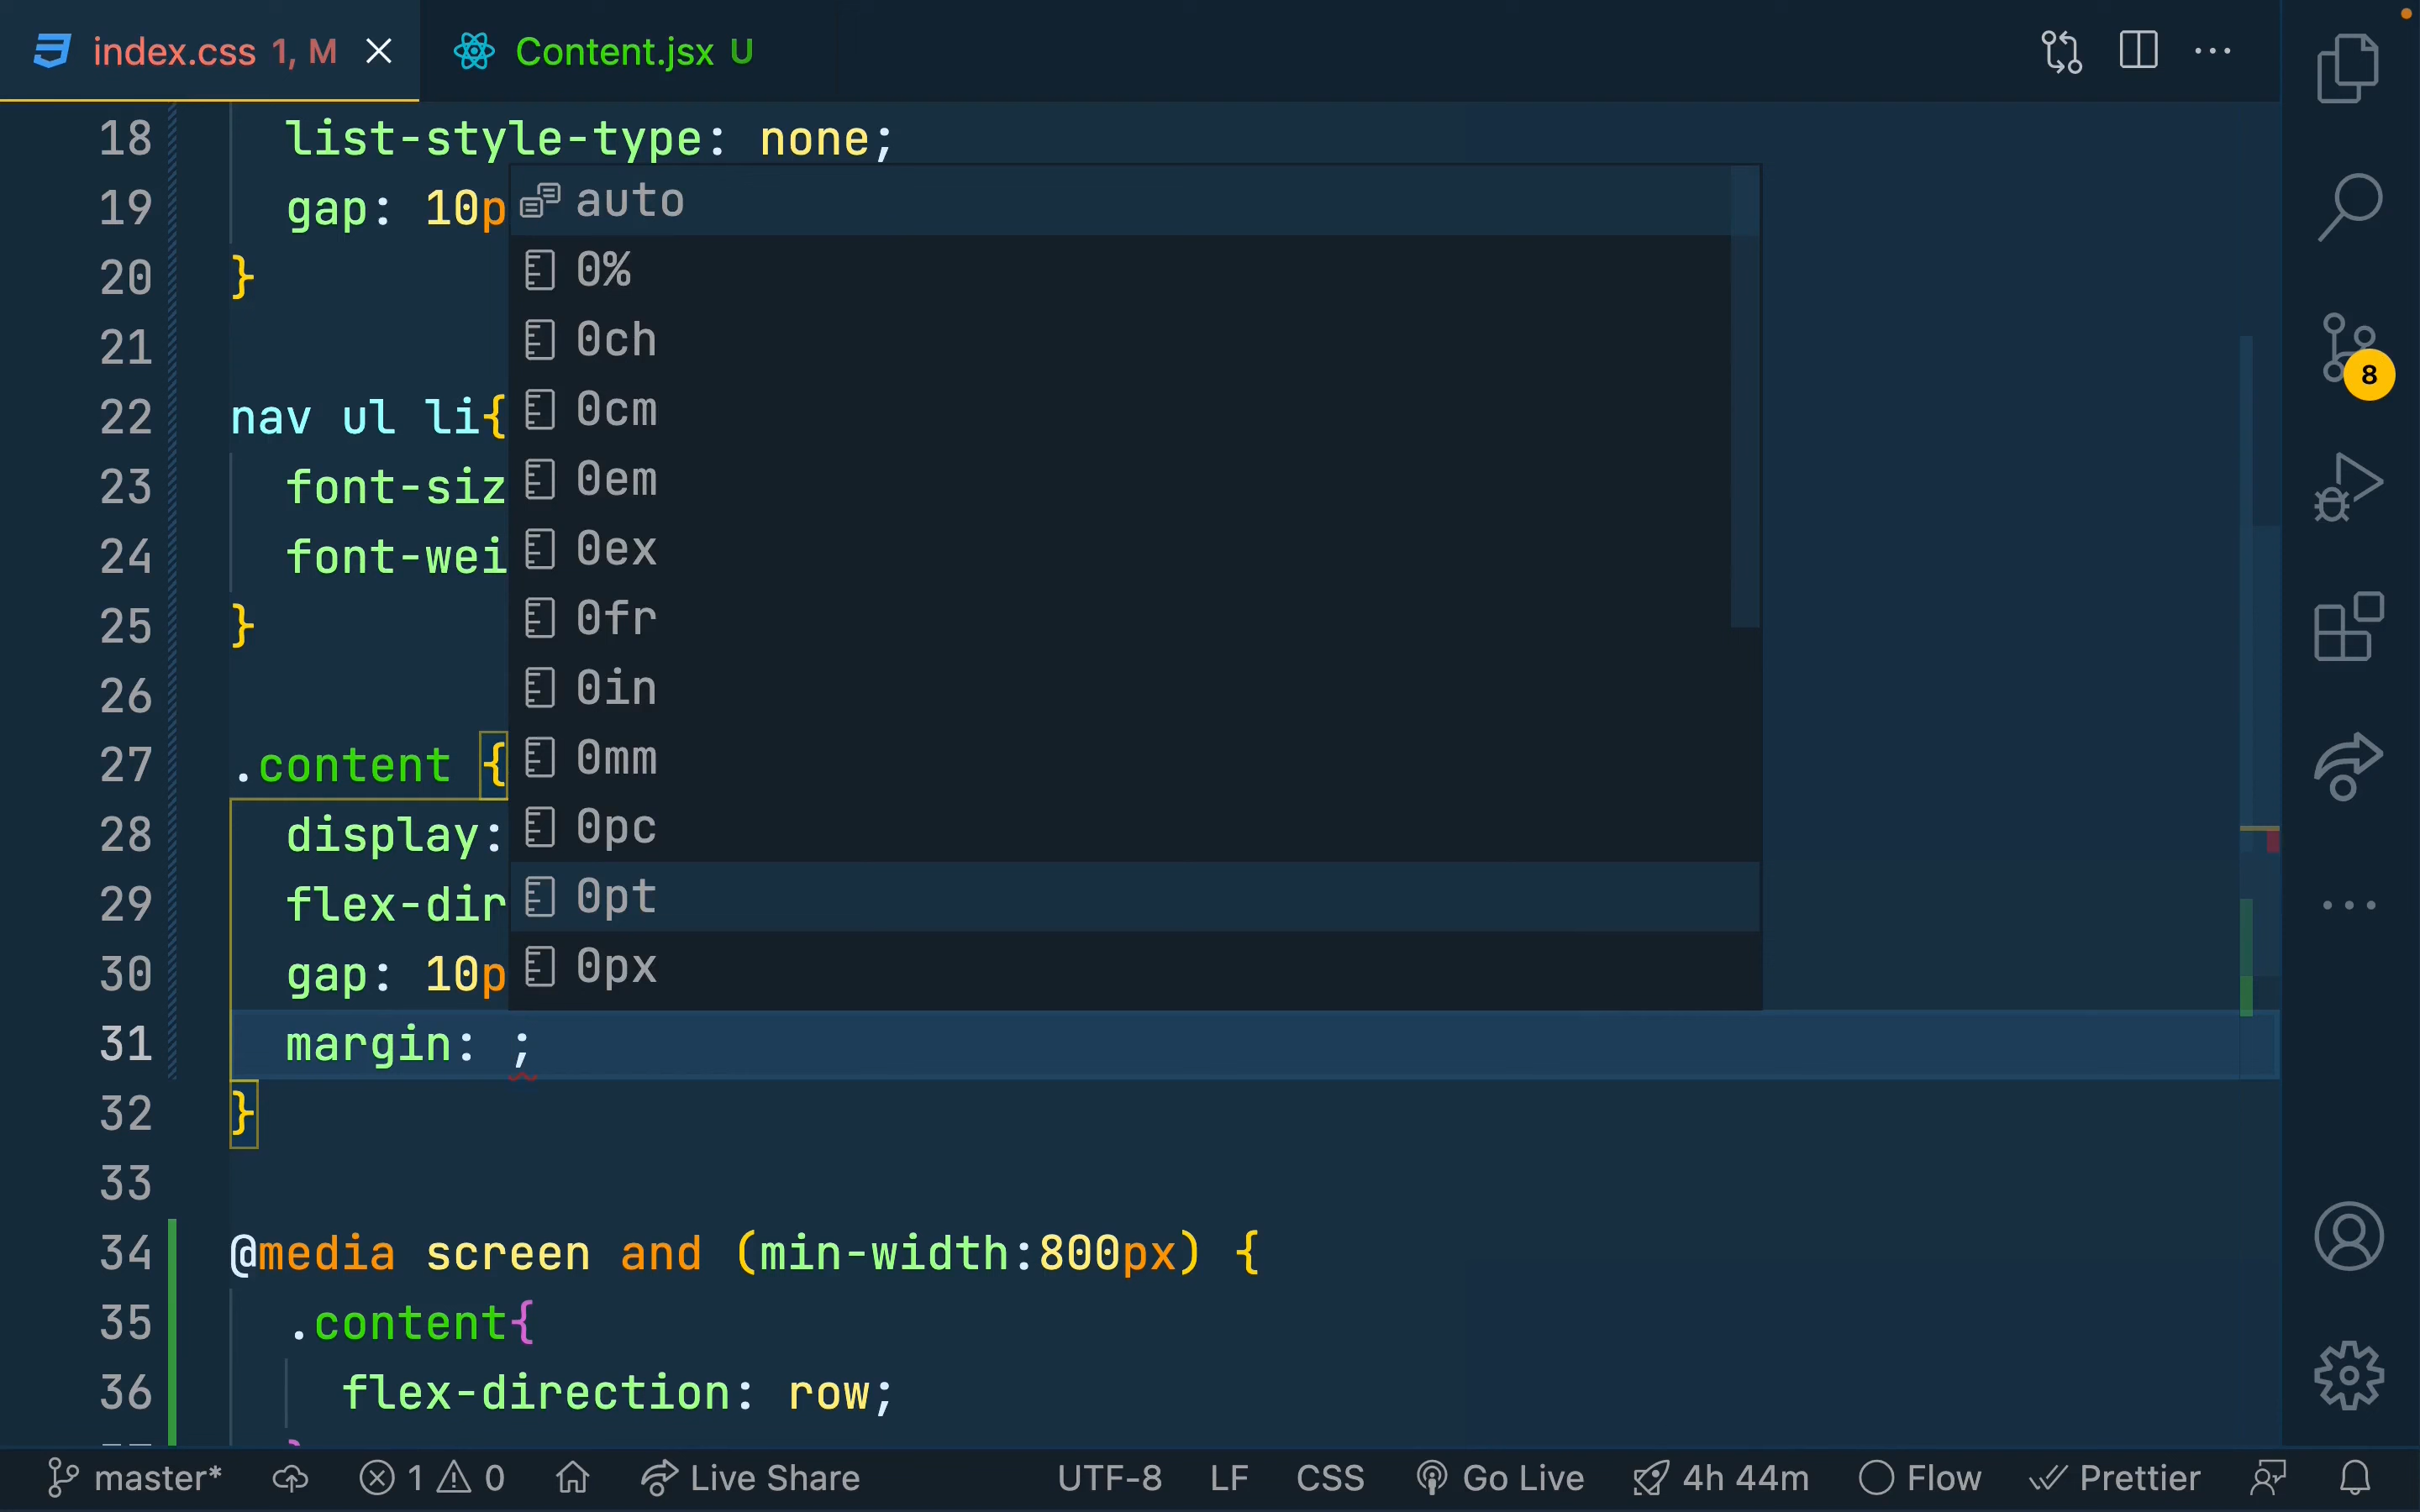 index.css 1, M
Content.jsx U
18 list-style-type: none;
19 gap: 10p
20 }
21
22 nav ul li{
23 font-siz
24 font-wei
25 }
26
27 .content {
28 display:
29 flex-dir
30 gap: 10p
31 margin: ;
32 }
33
34 @media screen and (min-width:800px) {
35 .content{
36 flex-direction: row;
auto
0%
0ch
0cm
0em
0ex
0fr
0in
0mm
0pc
0pt
0px
8
master* 1 0 Live Share UTF-8 LF CSS Go Live 4h 44m Flow Prettier